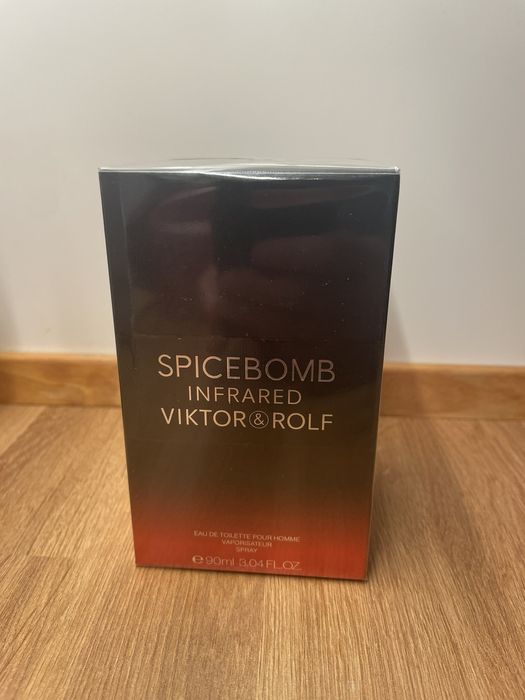 SPICEBOMB
INFRARED
VIKTOR&ROLF
EAU DE TOILETTE POUR HOMME
VAPORISATEUR
SPRAY
℮90ml 3.04 FL.OZ